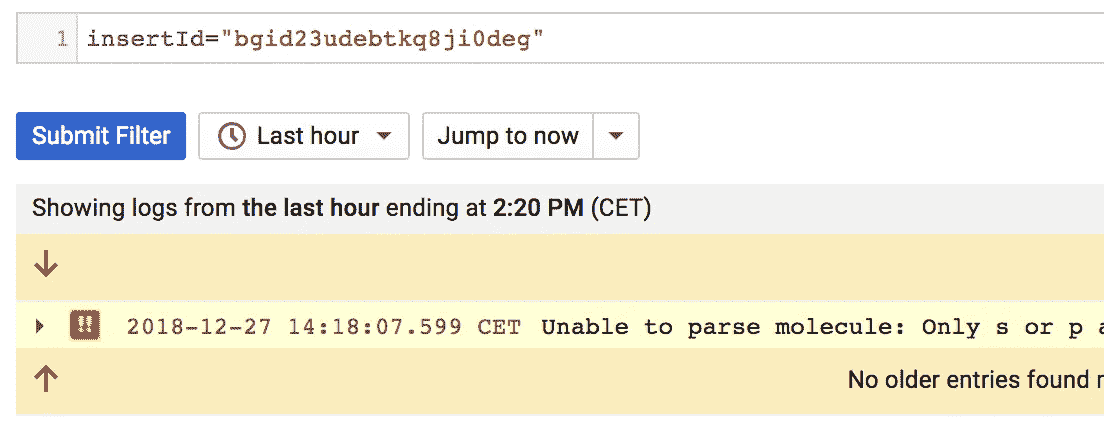 1 insertId="bgid23udebtkq8ji0deg"
Submit Filter Last hour Jump to now
Showing logs from the last hour ending at 2:20 PM (CET)
!! 2018-12-27 14:18:07.599 CET Unable to parse molecule: Only s or p
No older entries found